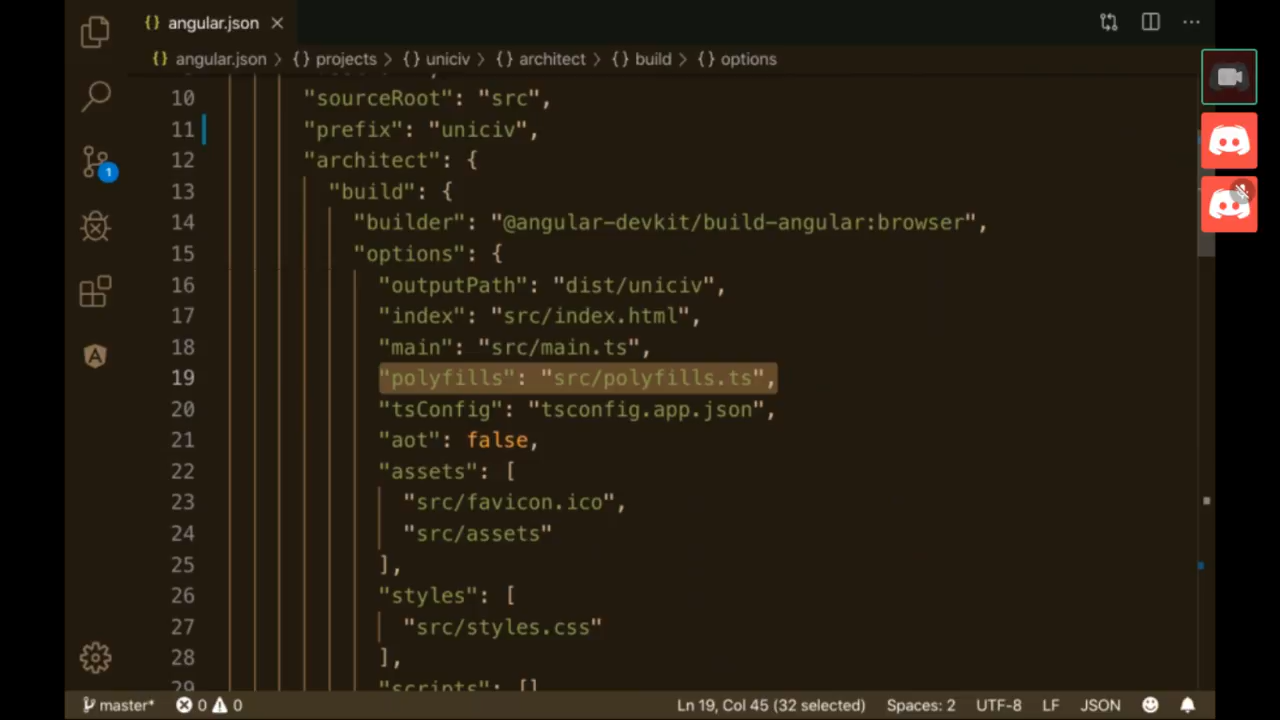 {} angular.json ×
{} angular.json > {} projects > {} uniciv > {} architect > {} build > {} options
10 "sourceRoot": "src",
11 "prefix": "uniciv",
12 "architect": {
13 "build": {
14 "builder": "@angular-devkit/build-angular:browser",
15 "options": {
16 "outputPath": "dist/uniciv",
17 "index": "src/index.html",
18 "main": "src/main.ts",
19 "polyfills": "src/polyfills.ts",
20 "tsConfig": "tsconfig.app.json",
21 "aot": false,
22 "assets": [
23 "src/favicon.ico",
24 "src/assets"
25 ],
26 "styles": [
27 "src/styles.css"
28 ],
29 "scripts": []
1
A
master* 0 0 Ln 19, Col 45 (32 selected) Spaces: 2 UTF-8 LF JSON